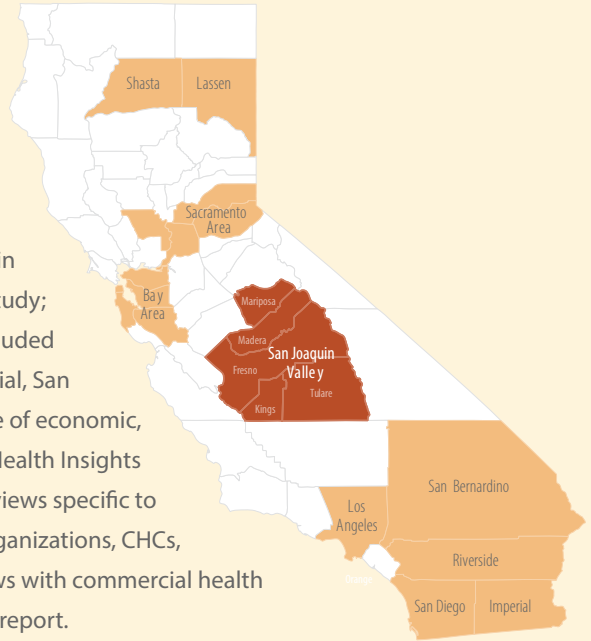 Shasta
Lassen
Sacramento
Area
in
tudy;
Bay
Area
Mariposa
Madera
San Joaquin
Valley
Fresno
Tulare
Kings
uded
ial, San
e of economic,
Health Insights
views specific to
ganizations, CHCs,
ws with commercial health
report.
San Bernardino
Los
Angeles
Riverside
Orange
San Diego
Imperial